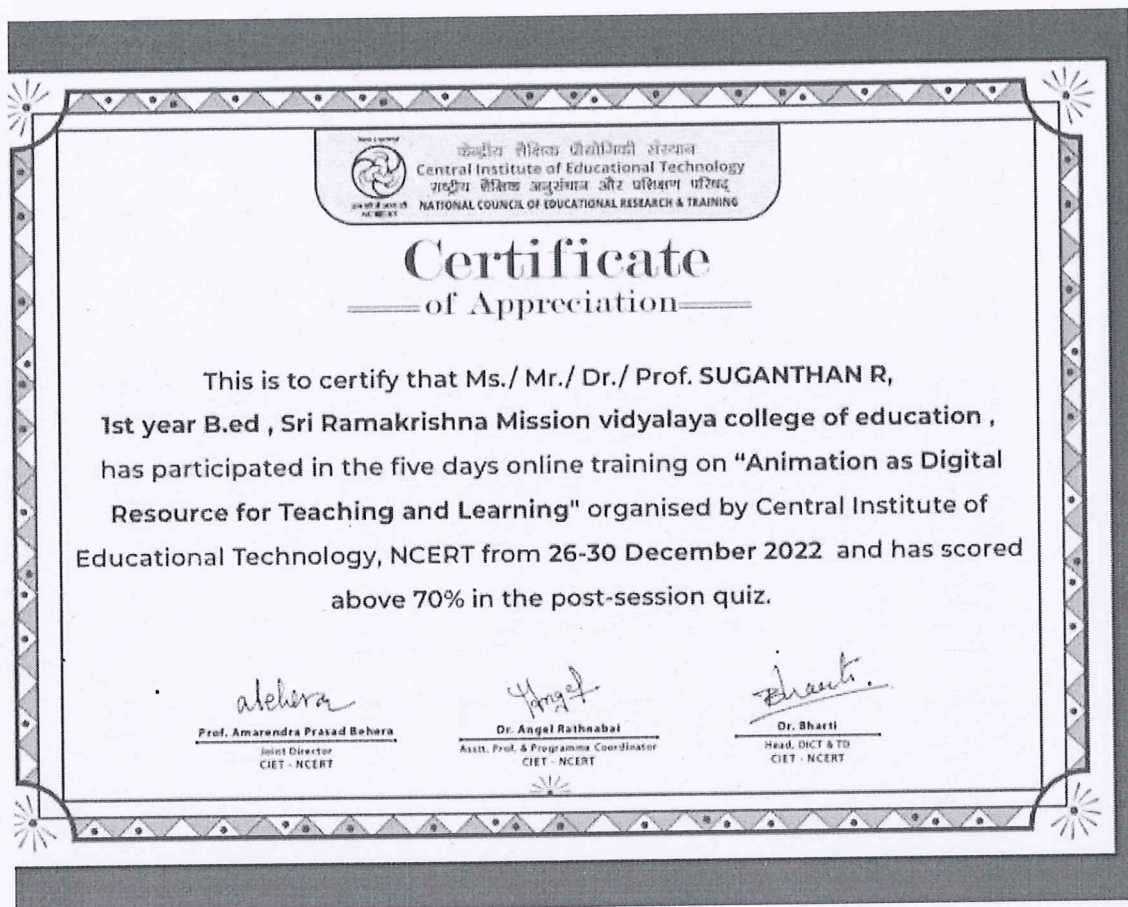 केन्द्रीय शैक्षिक प्रौद्योगिकी संस्थान
Central Institute of Educational Technology
राष्ट्रीय शैक्षिक अनुसंधान और प्रशिक्षण परिषद्
NATIONAL COUNCIL OF EDUCATIONAL RESEARCH & TRAINING
NCERT
Certificate
of Appreciation
This is to certify that Ms./ Mr./ Dr./ Prof. SUGANTHAN R,
1st year B.ed , Sri Ramakrishna Mission vidyalaya college of education ,
has participated in the five days online training on "Animation as Digital
Resource for Teaching and Learning" organised by Central Institute of
Educational Technology, NCERT from 26-30 December 2022 and has scored
above 70% in the post-session quiz.
Bharti.
Prof. Amarendra Prasad Behera
Joint Director
CIET - NCERT
Dr. Angel Rathnabai
Asstt. Prof. & Programme Coordinator
CIET - NCERT
Dr. Bharti
Head, DICT & TD
CIET - NCERT